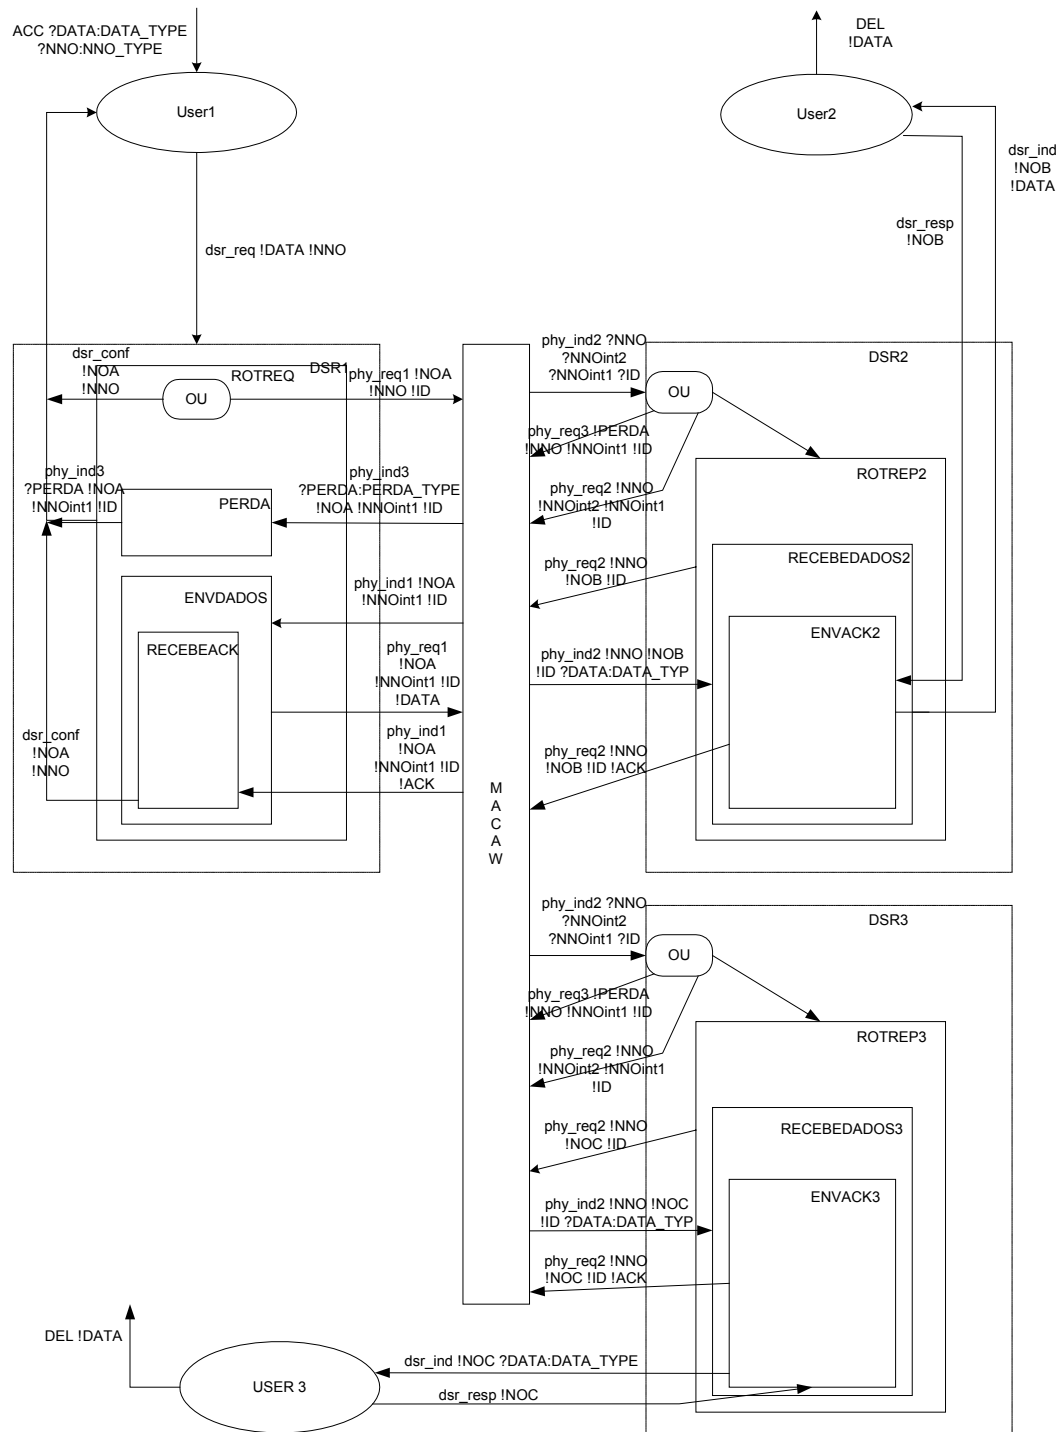 ACC ?DATA:DATA_TYPE
?NNO:NNO_TYPE
User1
DEL
!DATA
User2
dsr_ind
!NOB
!DATA
dsr_resp
!NOB
dsr_req !DATA !NNO
dsr_conf
!NOA
!NNO
DSR1
ROTREQ
OU
phy_req1 !NOA
!NNO !ID
phy_ind3
?PERDA !NOA
!NNOint1 !ID
PERDA
phy_ind3
?PERDA:PERDA_TYPE
!NOA !NNOint1 !ID
ENVDADOS
phy_ind1 !NOA
!NNOint1 !ID
RECEBEACK
phy_req1
!NOA
!NNOint1 !ID
!DATA
dsr_conf
!NOA
!NNO
phy_ind1
!NOA
!NNOint1 !ID
!ACK
M
A
C
A
W
phy_ind2 ?NNO
?NNOint2
?NNOint1 ?ID
DSR2
OU
phy_req3 !PERDA
!NNO !NNOint1 !ID
ROTREP2
phy_req2 !NNO
!NNOint2 !NNOint1
!ID
RECEBEDADOS2
phy_req2 !NNO
!NOB !ID
ENVACK2
phy_ind2 !NNO !NOB
!ID ?DATA:DATA_TYP
phy_req2 !NNO
!NOB !ID !ACK
phy_ind2 ?NNO
?NNOint2
?NNOint1 ?ID
DSR3
OU
phy_req3 !PERDA
!NNO !NNOint1 !ID
ROTREP3
phy_req2 !NNO
!NNOint2 !NNOint1
!ID
RECEBEDADOS3
phy_req2 !NNO
!NOC !ID
ENVACK3
phy_ind2 !NNO !NOC
!ID ?DATA:DATA_TYP
phy_req2 !NNO
!NOC !ID !ACK
DEL !DATA
USER 3
dsr_ind !NOC ?DATA:DATA_TYPE
dsr_resp !NOC